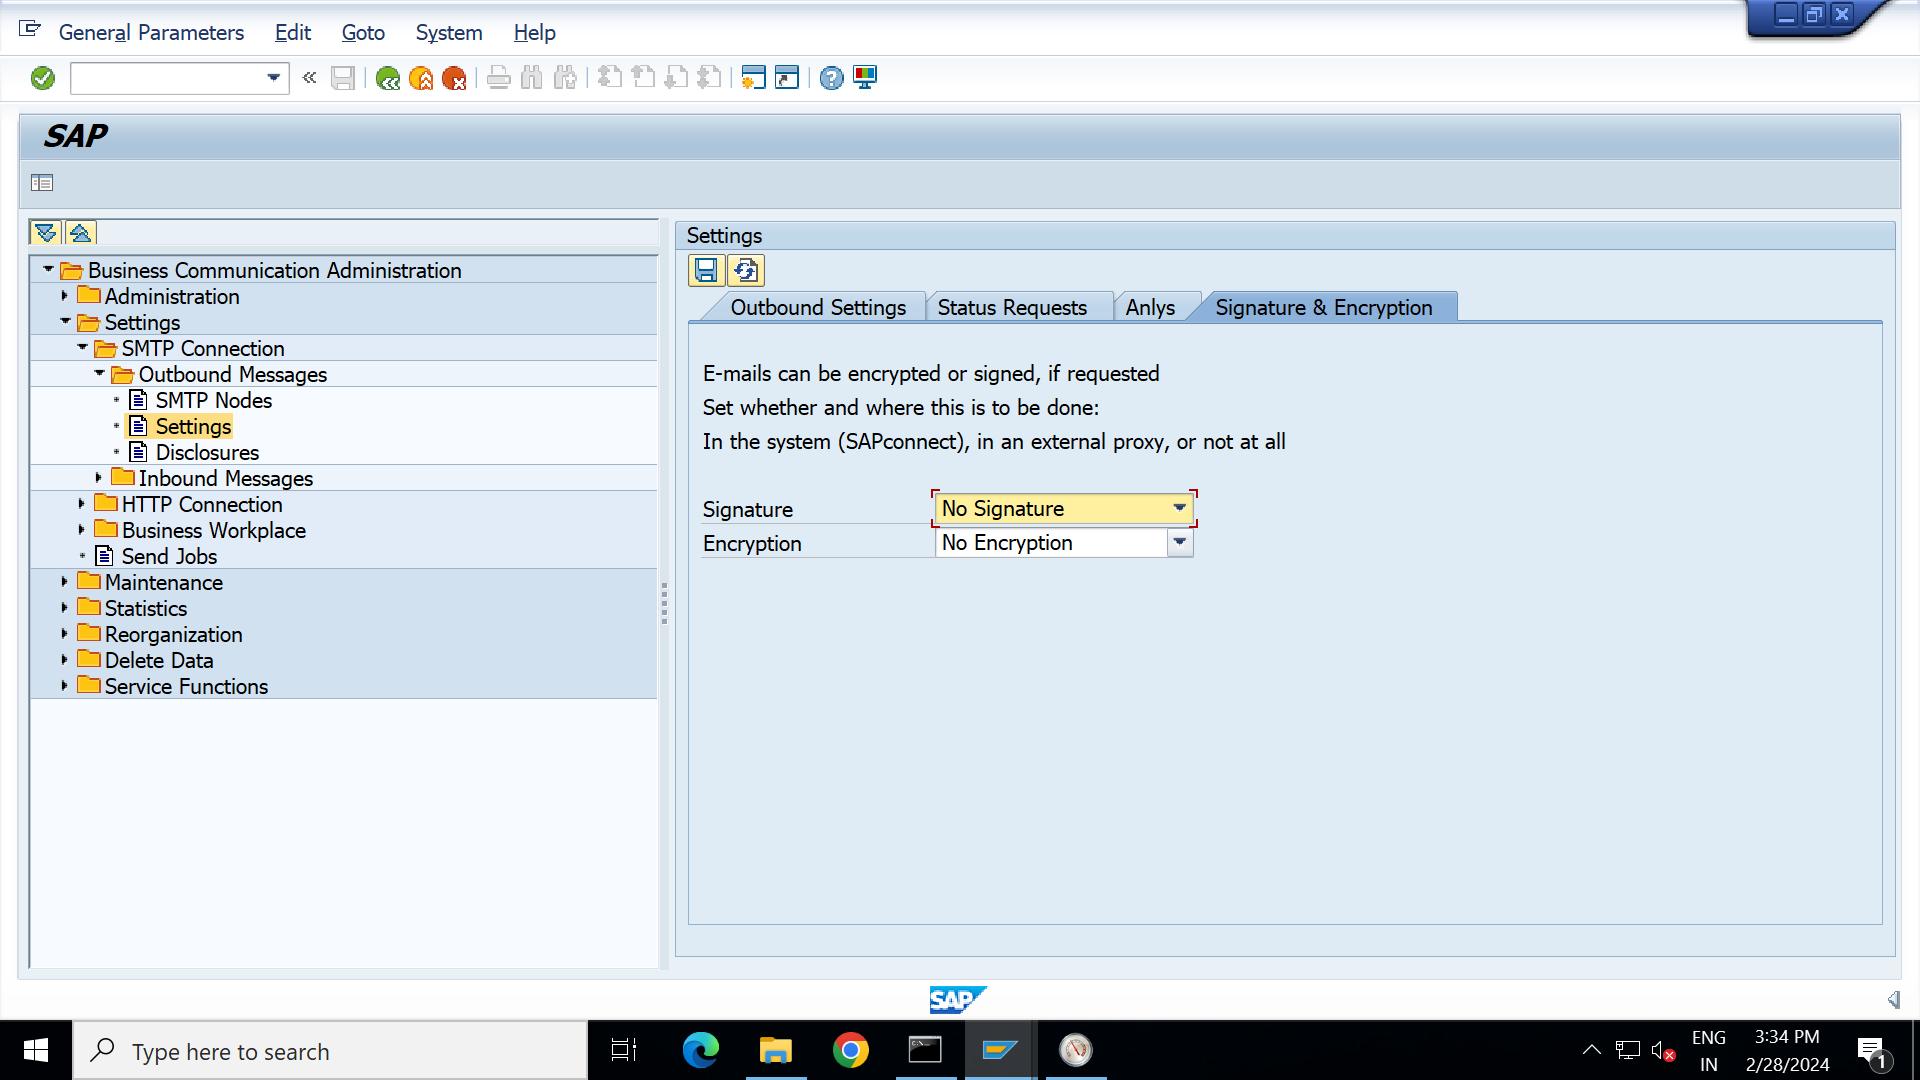 General Parameters Edit Goto System Help
SAP
Business Communication Administration
Administration
Settings
SMTP Connection
Outbound Messages
SMTP Nodes
Settings
Disclosures
Inbound Messages
HTTP Connection
Business Workplace
Send Jobs
Maintenance
Statistics
Reorganization
Delete Data
Service Functions
Settings
Outbound Settings Status Requests Anlys Signature & Encryption
E-mails can be encrypted or signed, if requested
Set whether and where this is to be done:
In the system (SAPconnect), in an external proxy, or not at all
Signature No Signature
Encryption No Encryption
SAP
Type here to search
ENG
IN
3:34 PM
2/28/2024
1